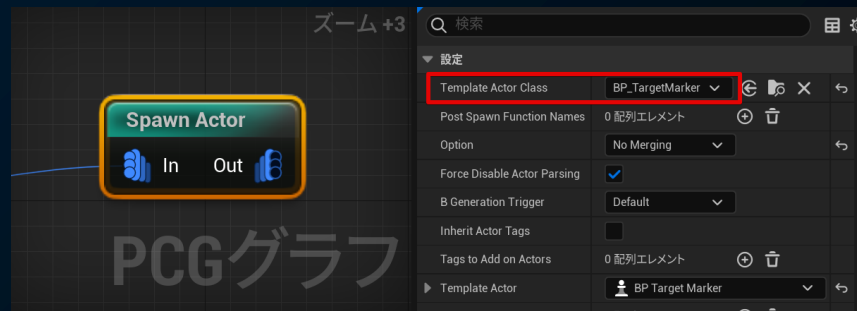 ズーム +3
Spawn Actor
In Out
PCGグラフ
検索
設定
Template Actor Class BP_TargetMarker
Post Spawn Function Names 0 配列エレメント
Option No Merging
Force Disable Actor Parsing
B Generation Trigger Default
Inherit Actor Tags
Tags to Add on Actors 0 配列エレメント
Template Actor BP Target Marker